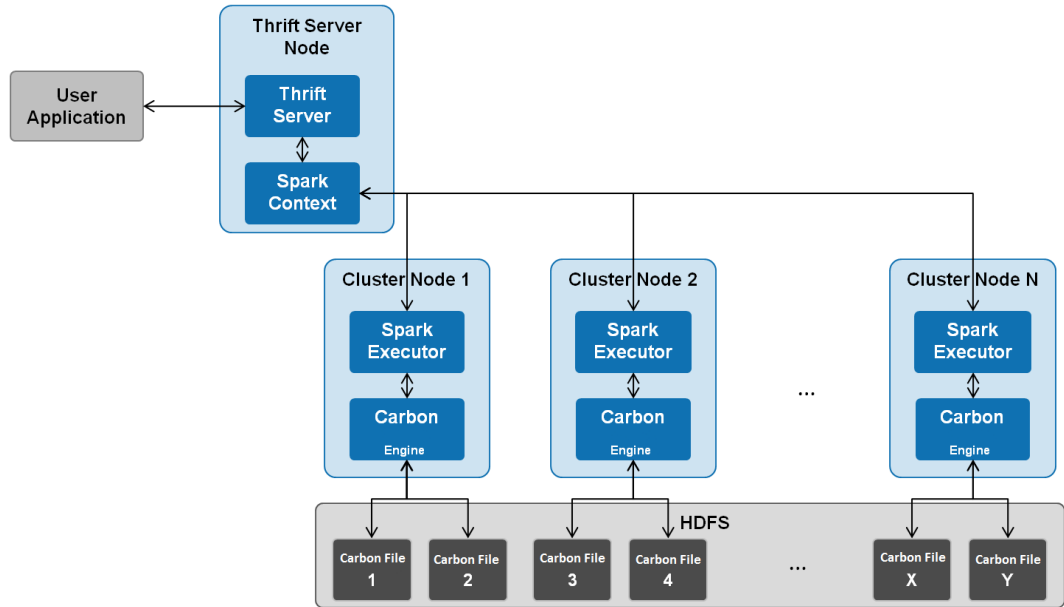 Thrift Server
Node
User
Application
Thrift
Server
Spark
Context
Cluster Node 1
Cluster Node 2
Cluster Node N
Spark
Executor
Spark
Executor
Spark
Executor
...
Carbon
Engine
Carbon
Engine
Carbon
Engine
HDFS
Carbon File
1
Carbon File
2
Carbon File
3
Carbon File
4
...
Carbon File
X
Carbon File
Y